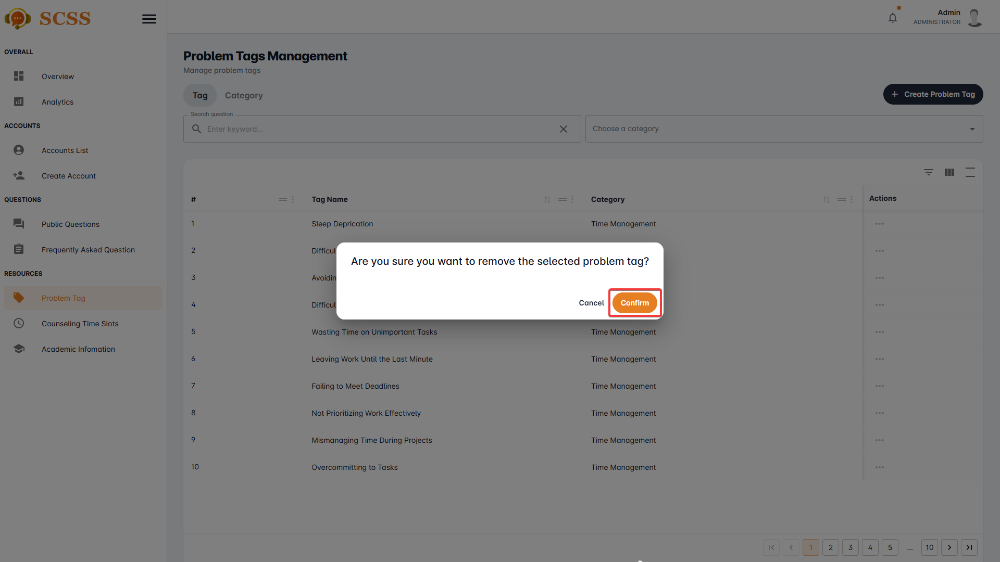 SCSS
Admin
ADMINISTRATOR
OVERALL
Overview
Analytics
ACCOUNTS
Accounts List
Create Account
QUESTIONS
Public Questions
Frequently Asked Question
RESOURCES
Problem Tag
Counseling Time Slots
Academic Infomation
Problem Tags Management
Manage problem tags
Tag Category
+ Create Problem Tag
Search question
Enter keyword...
Choose a category
# Tag Name Category Actions
1 Sleep Deprication Time Management
2 Difficul
3 Avoidin
4 Difficul
Are you sure you want to remove the selected problem tag?
Cancel Confirm
5 Wasting Time on Unimportant Tasks Time Management
6 Leaving Work Until the Last Minute Time Management
7 Failing to Meet Deadlines Time Management
8 Not Prioritizing Work Effectively Time Management
9 Mismanaging Time During Projects Time Management
10 Overcommitting to Tasks Time Management
1 2 3 4 5 ... 10